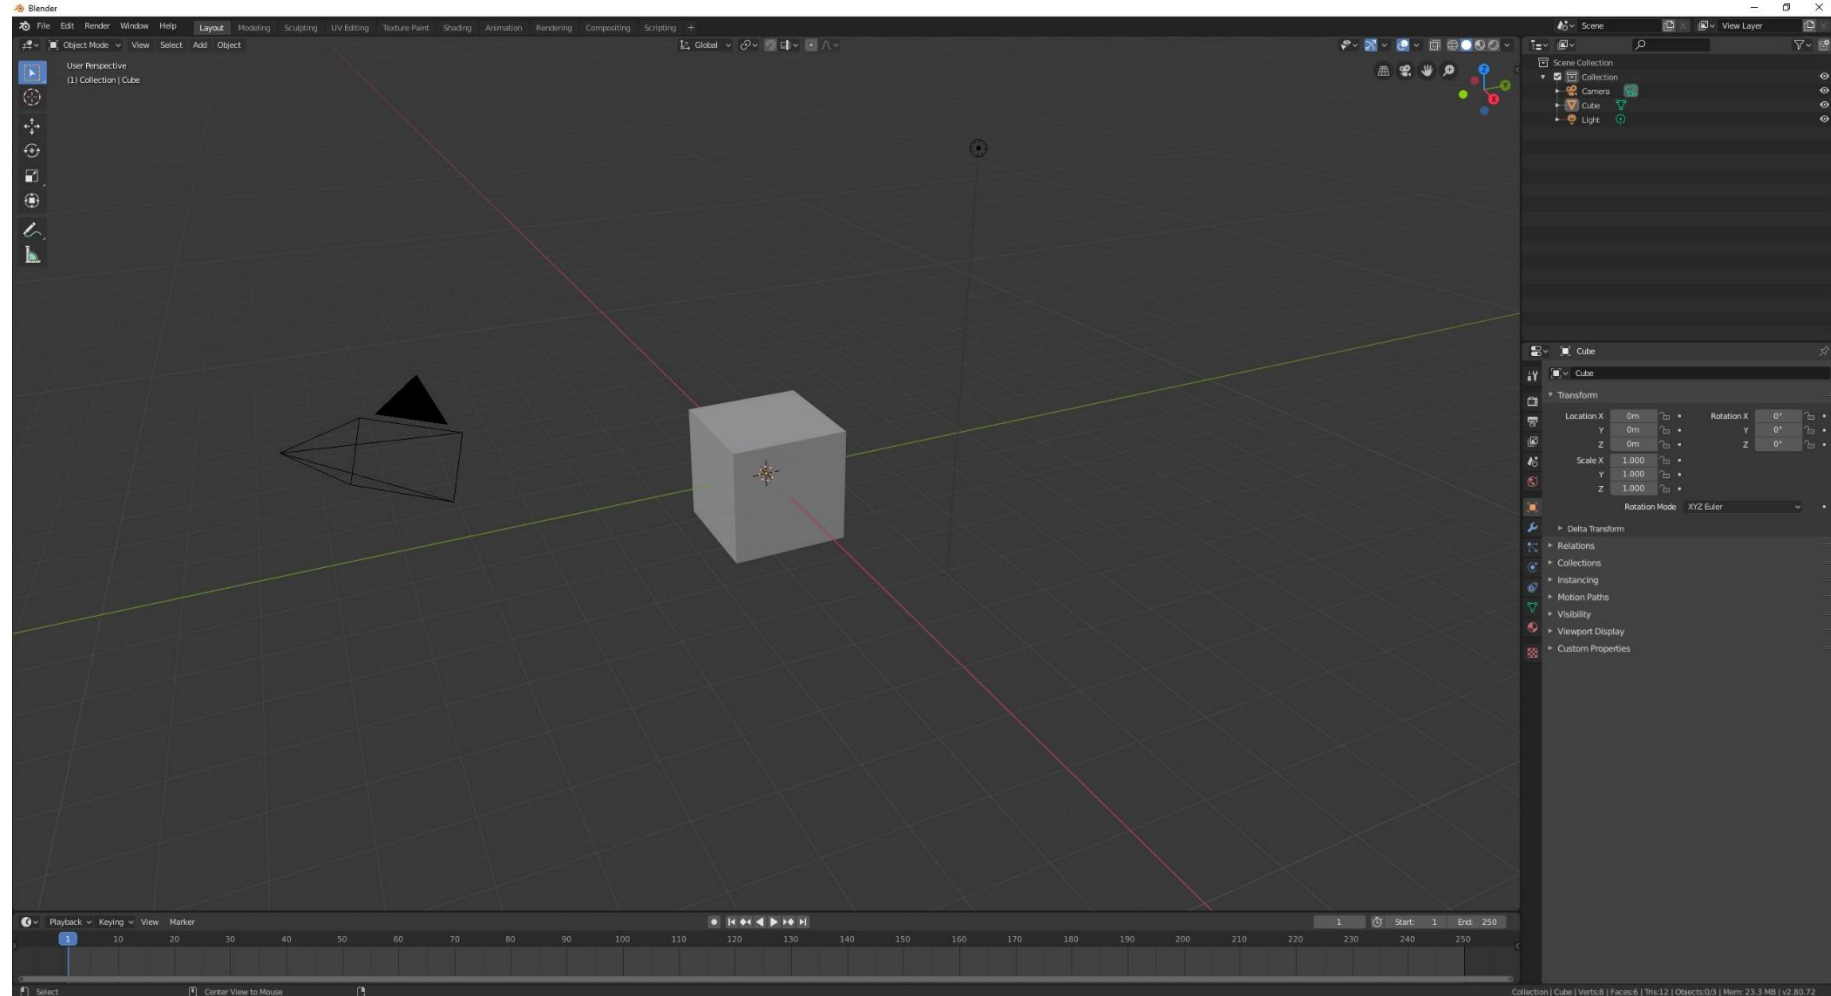 Blender
File Edit Render Window Help Layout Modeling Sculpting UV Editing Texture Paint Shading Animation Rendering Compositing Scripting + Scene View Layer
Object Mode View Select Add Object Global
User Perspective
(1) Collection | Cube
Z
Y
X
Scene Collection
Collection
Camera
Cube
Light
Cube
Cube
Transform
Location X 0m Rotation X 0°
Y 0m Y 0°
Z 0m Z 0°
Scale X 1.000
Y 1.000
Z 1.000
Rotation Mode XYZ Euler
Delta Transform
Relations
Collections
Instancing
Motion Paths
Visibility
Viewport Display
Custom Properties
Playback Keying View Marker 1 Start: 1 End: 250
1 10 20 30 40 50 60 70 80 90 100 110 120 130 140 150 160 170 180 190 200 210 220 230 240 250
Select Center View to Mouse Collection | Cube | Verts:8 | Faces:6 | Tris:12 | Objects:0/3 | Mem: 23.3 MB | v2.80.72